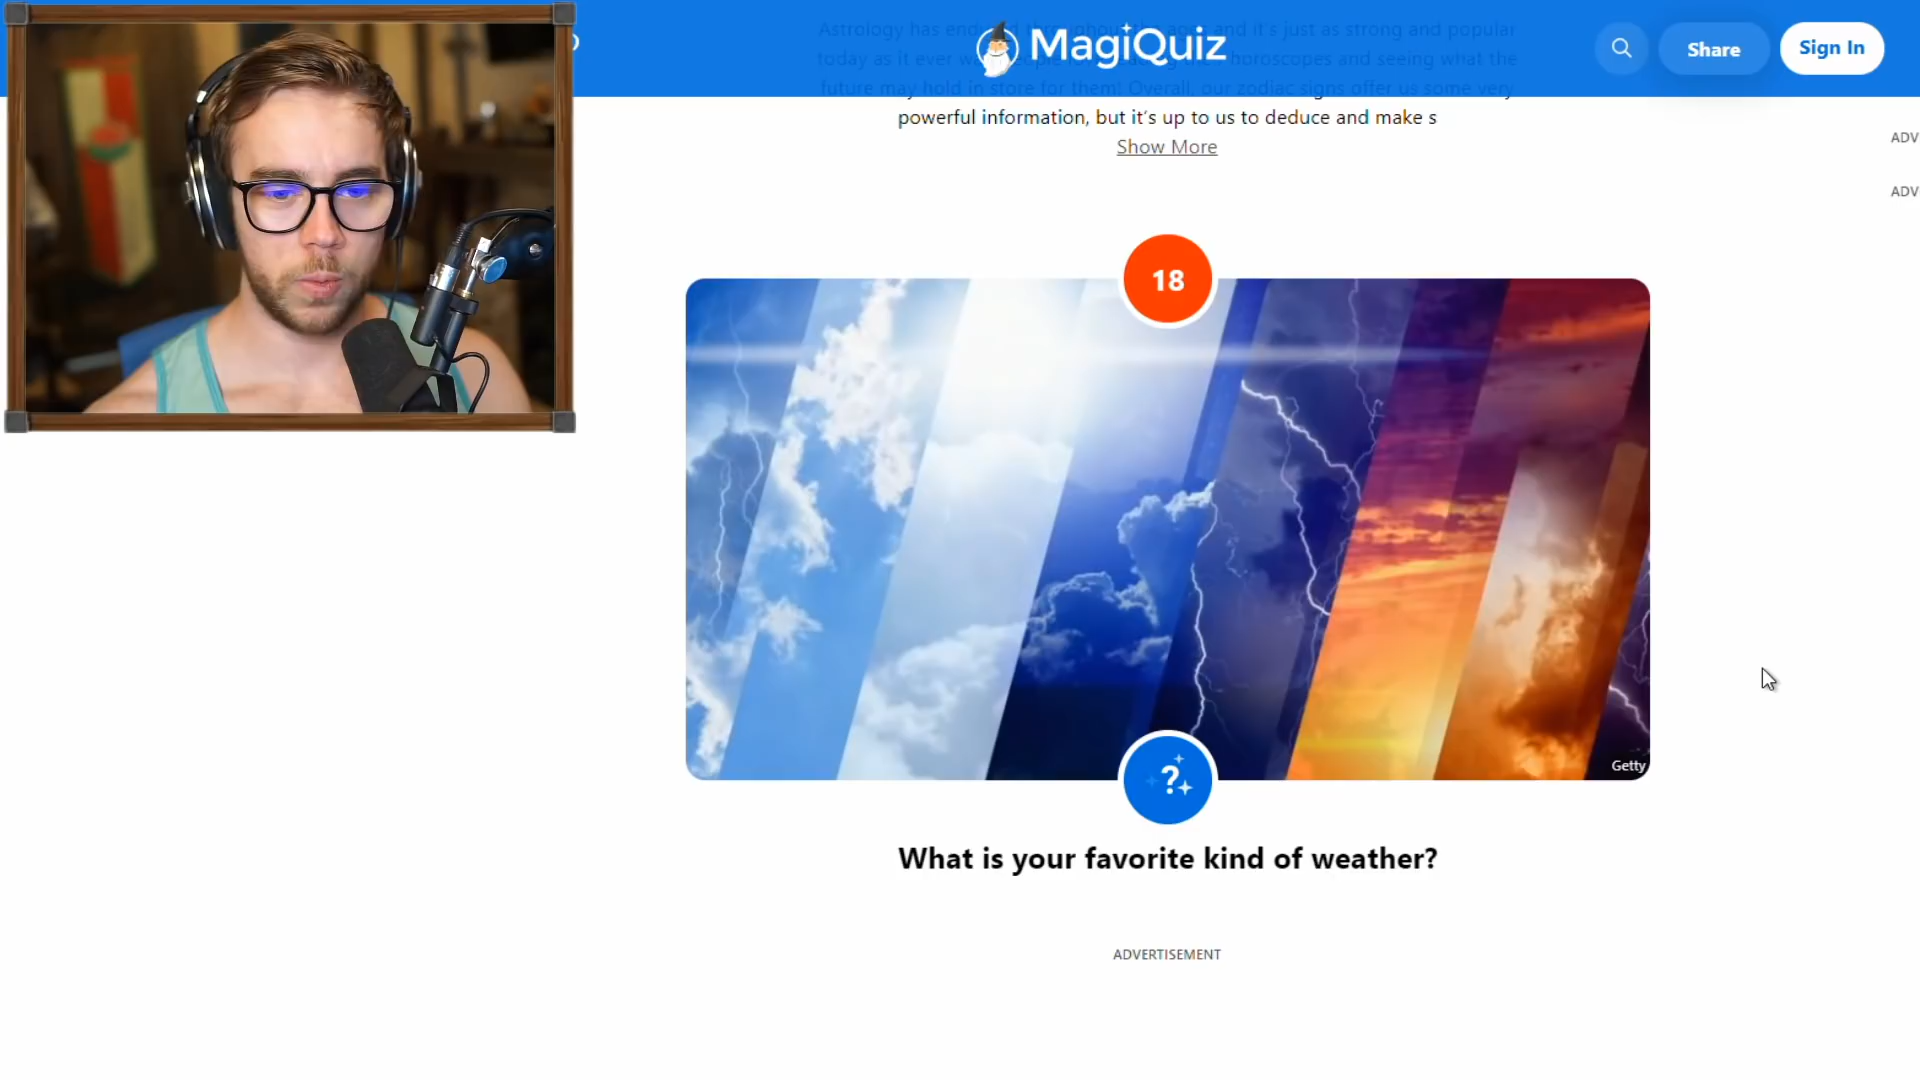 MagiQuiz
Share
Sign In
powerful information, but it's up to us to deduce and make s
Show More
ADV
ADV
18
Getty
?
What is your favorite kind of weather?
ADVERTISEMENT